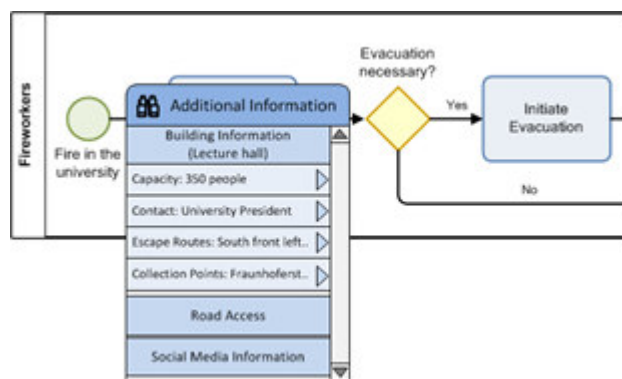 Fireworkers
Fire in the
university
Additional Information
Building Information
(Lecture hall)
Capacity: 350 people
Contact: University President
Escape Routes: South front left..
Collection Points: Fraunhoferst..
Road Access
Social Media Information
Evacuation
necessary?
Yes
No
Initiate
Evacuation